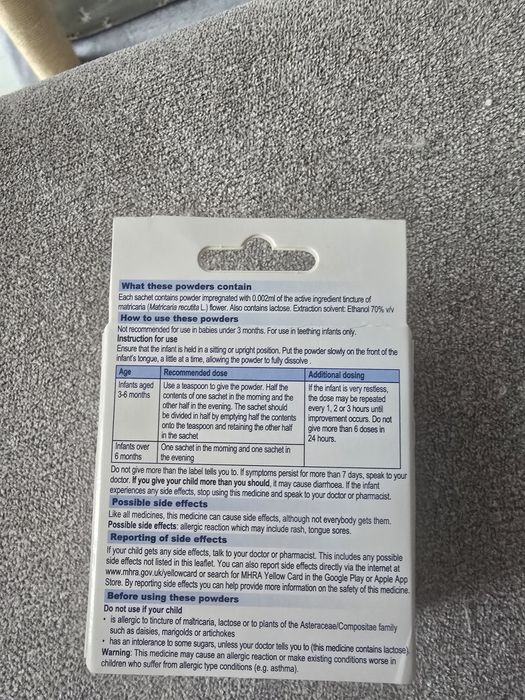 What these powders contain
Each sachet contains powder impregnated with 0.002ml of the active ingredient tincture of
matricaria (Matricaria recutita L.) flower. Also contains lactose. Extraction solvent: Ethanol 70% v/v
How to use these powders
Not recommended for use in babies under 3 months. For use in teething infants only.
Instruction for use
Ensure that the infant is held in a sitting or upright position. Put the powder slowly on the front of the
infant's tongue, a little at a time, allowing the powder to fully dissolve.
Age Recommended dose Additional dosing
Infants aged
3-6 months
Use a teaspoon to give the powder. Half the
contents of one sachet in the morning and the
other half in the evening. The sachet should
be divided in half by emptying half the contents
onto the teaspoon and retaining the other half
in the sachet
If the infant is very restless,
the dose may be repeated
every 1, 2 or 3 hours until
improvement occurs. Do not
give more than 6 doses in
24 hours.
Infants over
6 months
One sachet in the morning and one sachet in
the evening
Do not give more than the label tells you to. If symptoms persist for more than 7 days, speak to your
doctor. If you give your child more than you should, it may cause diarrhoea. If the infant
experiences any side effects, stop using this medicine and speak to your doctor or pharmacist.
Possible side effects
Like all medicines, this medicine can cause side effects, although not everybody gets them.
Possible side effects: allergic reaction which may include rash, tongue sores.
Reporting of side effects
If your child gets any side effects, talk to your doctor or pharmacist. This includes any possible
side effects not listed in this leaflet. You can also report side effects directly via the internet at
www.mhra.gov.uk/yellowcard or search for MHRA Yellow Card in the Google Play or Apple App
Store. By reporting side effects you can help provide more information on the safety of this medicine.
Before using these powders
Do not use if your child
• is allergic to tincture of matricaria, lactose or to plants of the Asteraceae/Compositae family
such as daisies, marigolds or artichokes
• has an intolerance to some sugars, unless your doctor tells you to (this medicine contains lactose)
Warning: This medicine may cause an allergic reaction or make existing conditions worse in
children who suffer from allergic type conditions (e.g. asthma).